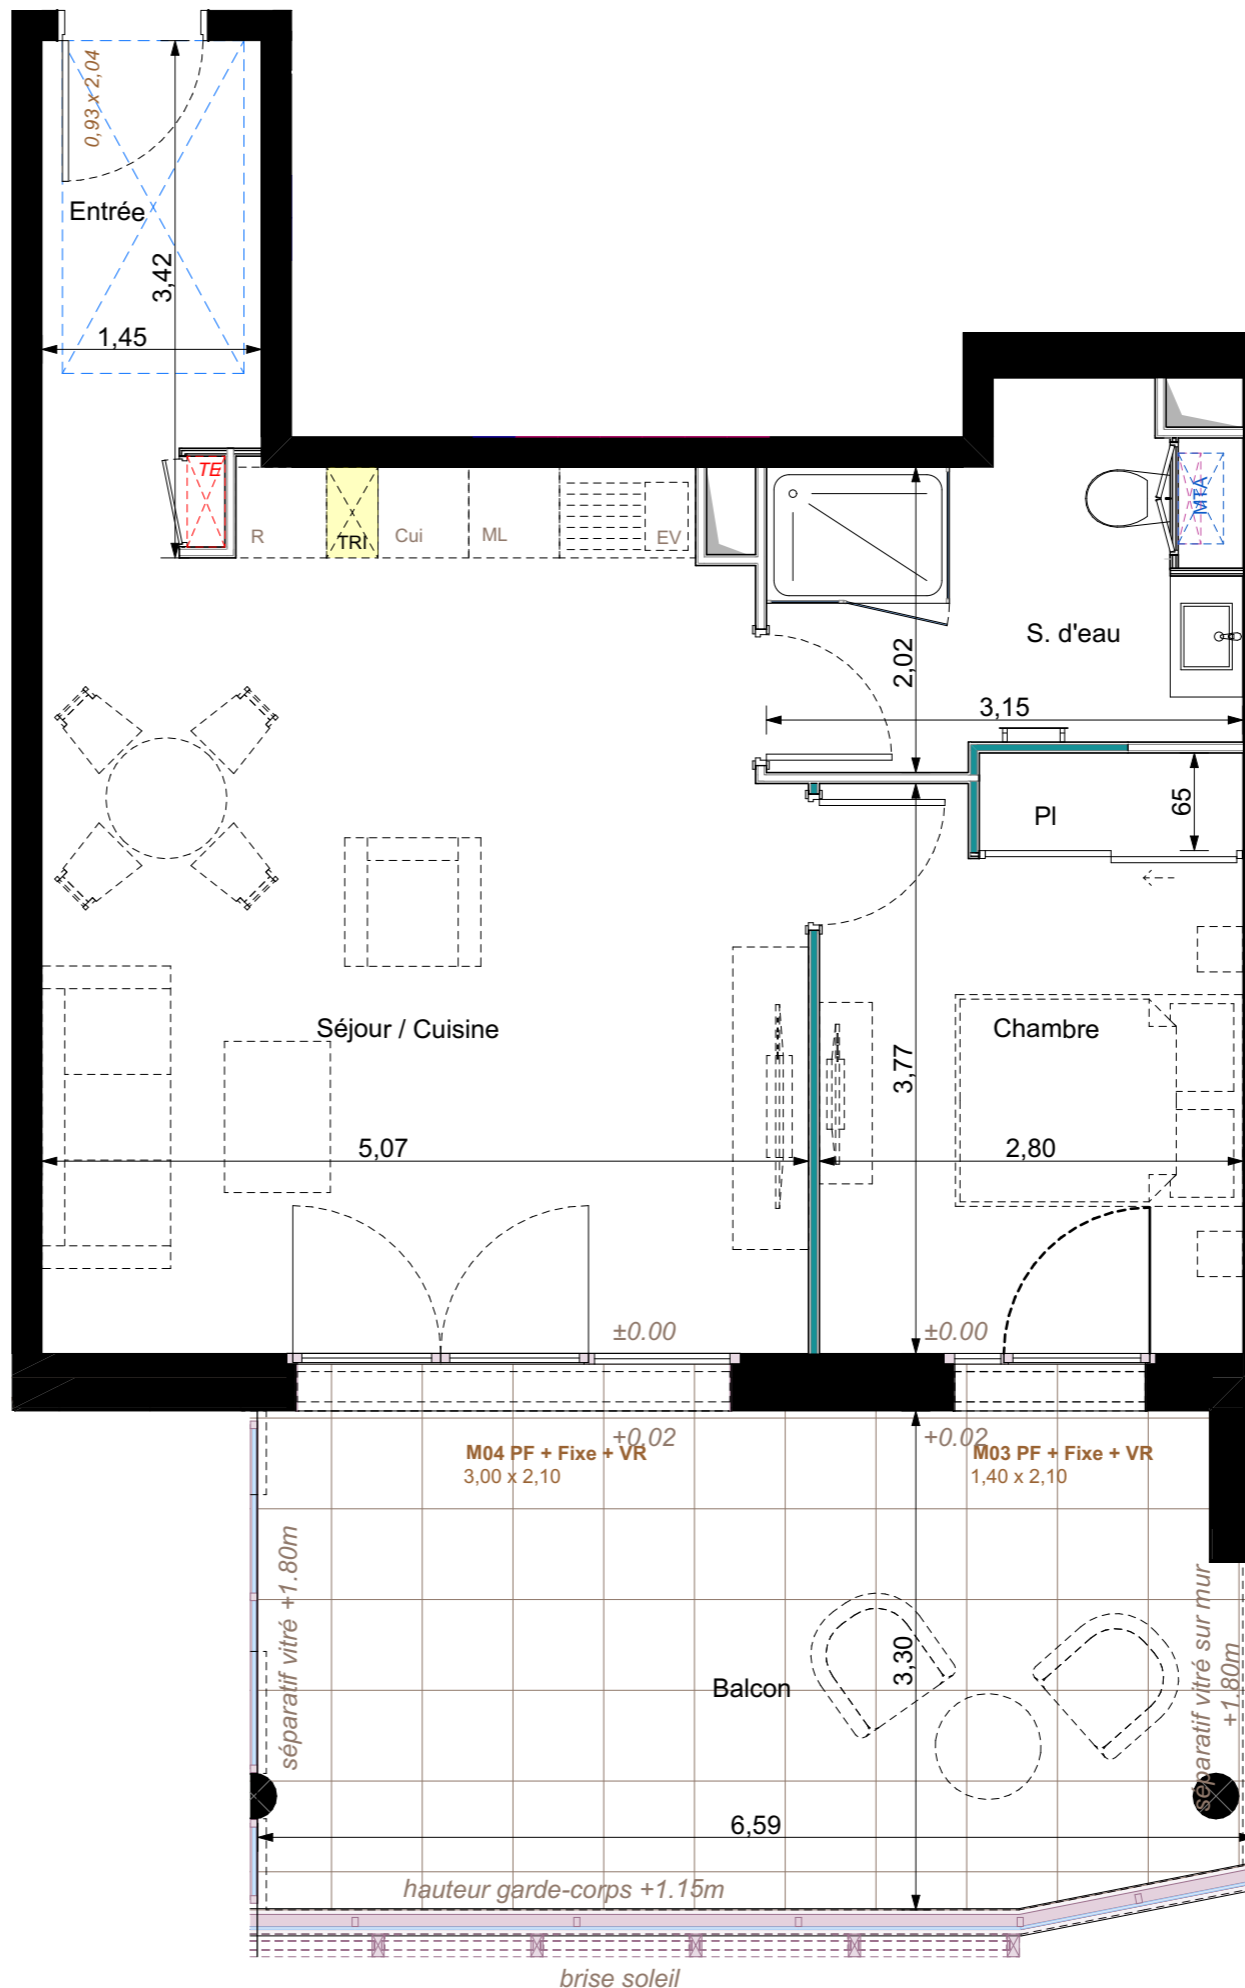 0,93 x 2,04
Entrée
3,42
1,45
TE
R
TRI
Cui
ML
EV
MTA
S. d'eau
2,02
3,15
Pl
65
Séjour / Cuisine
Chambre
3,77
5,07
2,80
±0.00
±0.00
+0.02
+0.02
M04 PF + Fixe + VR
3,00 x 2,10
M03 PF + Fixe + VR
1,40 x 2,10
séparatif vitré +1.80m
séparatif vitré sur mur
+1.80m
3,30
Balcon
6,59
hauteur garde-corps +1.15m
brise soleil